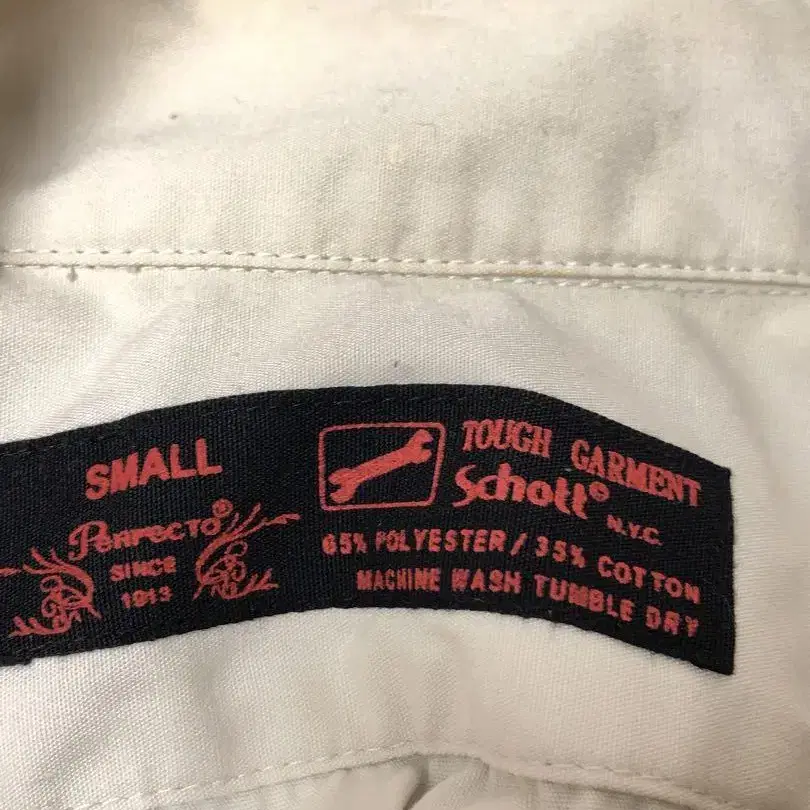 SMALL
Perfecto®
SINCE
1913
TOUGH GARMENT
Schott®
N.Y.C.
65% POLYESTER / 35% COTTON
MACHINE WASH TUMBLE DRY